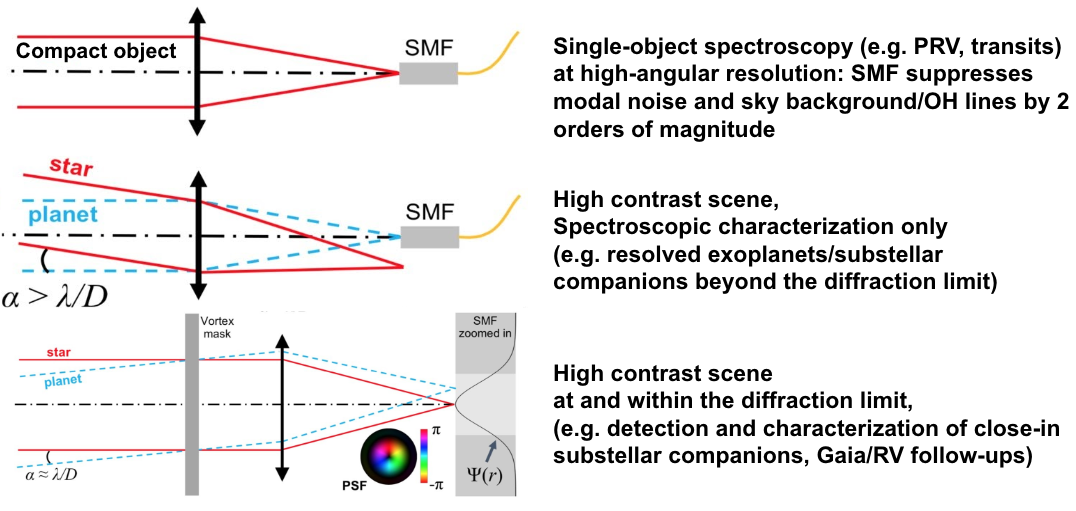 Compact object
SMF
Single-object spectroscopy (e.g. PRV, transits)
at high-angular resolution: SMF suppresses
modal noise and sky background/OH lines by 2
orders of magnitude
star
planet
SMF
α > λ/D
High contrast scene,
Spectroscopic characterization only
(e.g. resolved exoplanets/substellar
companions beyond the diffraction limit)
Vortex
mask
SMF
zoomed in
star
planet
α ≈ λ/D
PSF
π
-π
Ψ(r)
High contrast scene
at and within the diffraction limit,
(e.g. detection and characterization of close-in
substellar companions, Gaia/RV follow-ups)